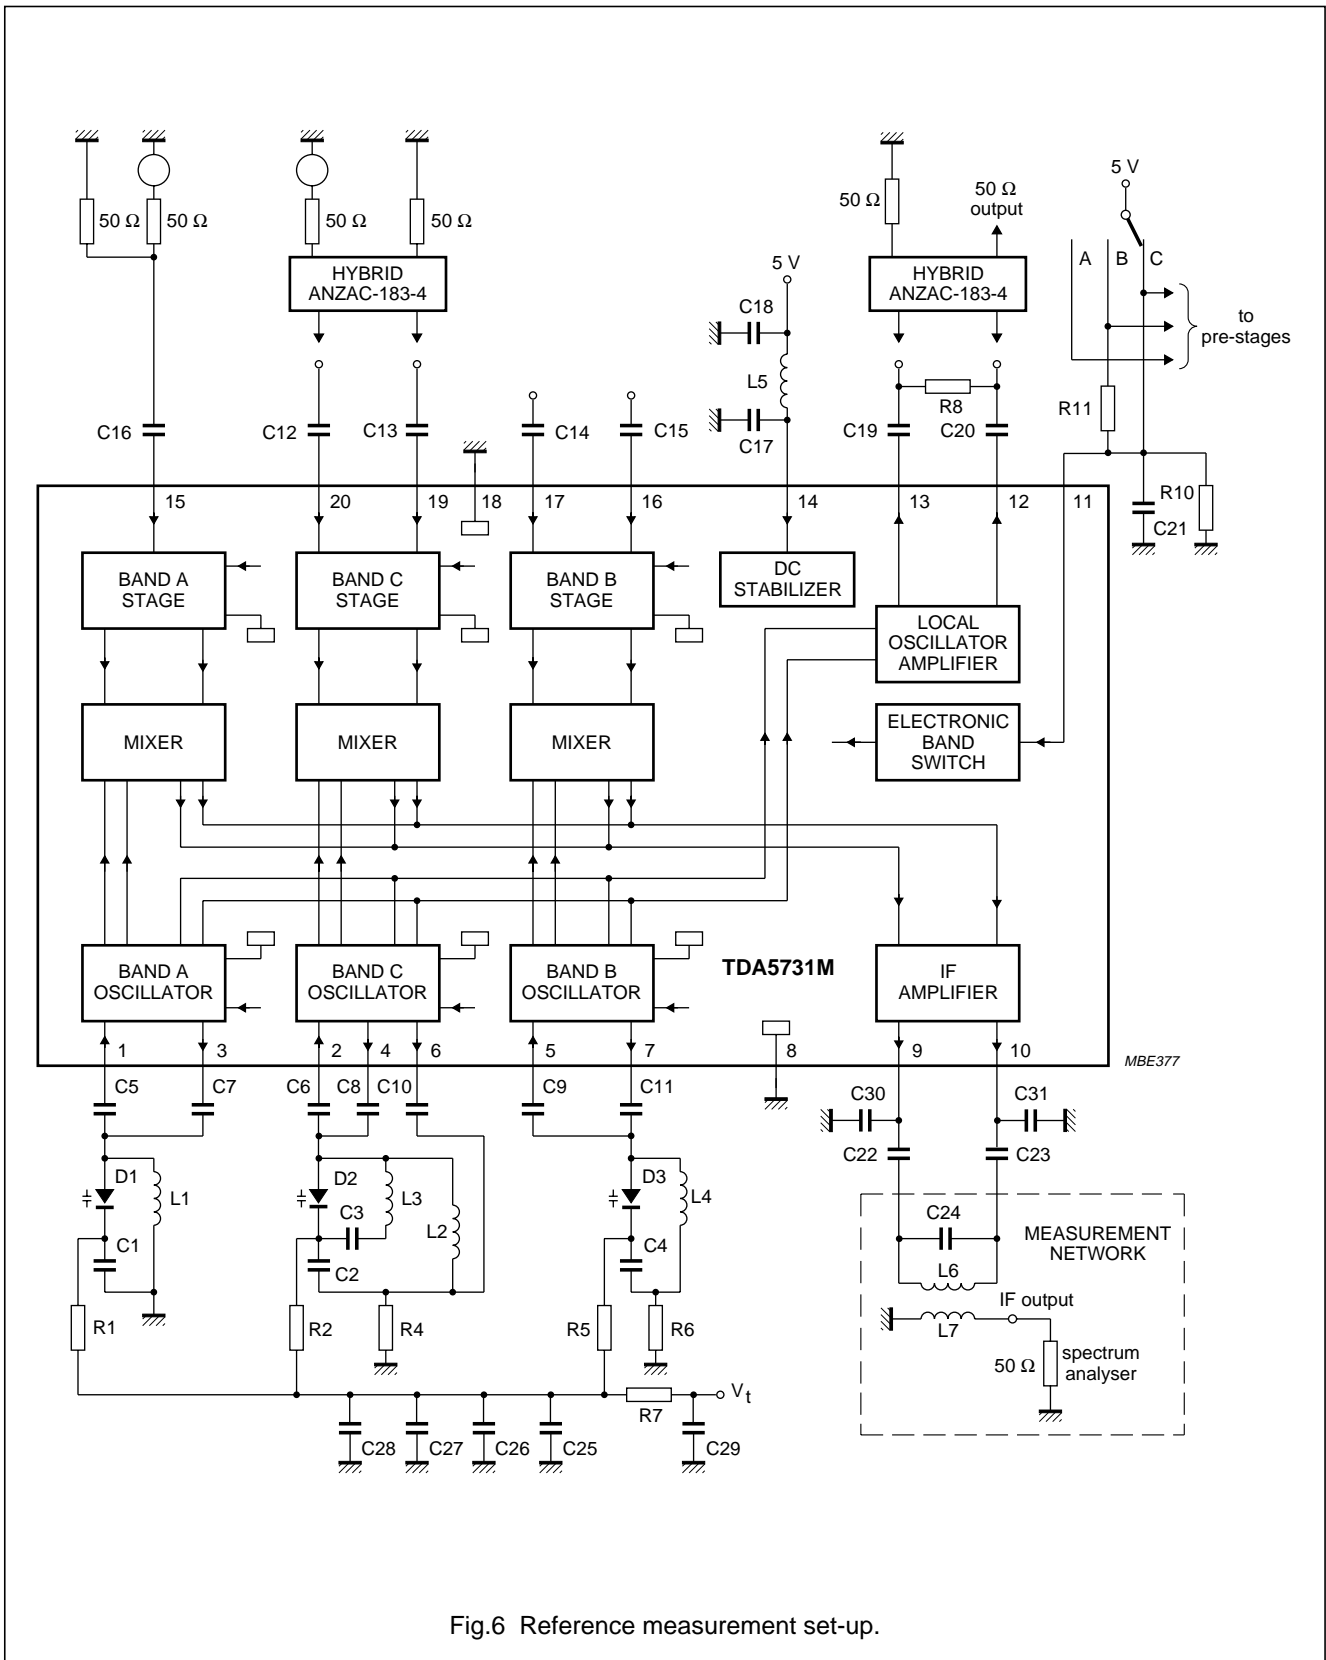 5 V
50 Ω
50 Ω
50 Ω
50 Ω
50 Ω
50 Ω
output
A
B
C
to
pre-stages
HYBRID
ANZAC-183-4
5 V
HYBRID
ANZAC-183-4
C18
L5
C17
R8
R11
C16
C12
C13
C14
C15
C19
C20
R10
C21
15
20
19
18
17
16
14
13
12
11
BAND A
STAGE
BAND C
STAGE
BAND B
STAGE
DC
STABILIZER
LOCAL
OSCILLATOR
AMPLIFIER
MIXER
MIXER
MIXER
ELECTRONIC
BAND
SWITCH
BAND A
OSCILLATOR
BAND C
OSCILLATOR
BAND B
OSCILLATOR
TDA5731M
IF
AMPLIFIER
1
3
2
4
6
5
7
8
9
10
MBE377
C5
C7
C6
C8
C10
C9
C11
C30
C31
C22
C23
D1
L1
D2
L3
C3
L2
D3
L4
C1
C2
C4
C24
MEASUREMENT
NETWORK
L6
IF output
L7
50 Ω
spectrum
analyser
R1
R2
R4
R5
R6
R7
Vt
C28
C27
C26
C25
C29
Fig.6 Reference measurement set-up.